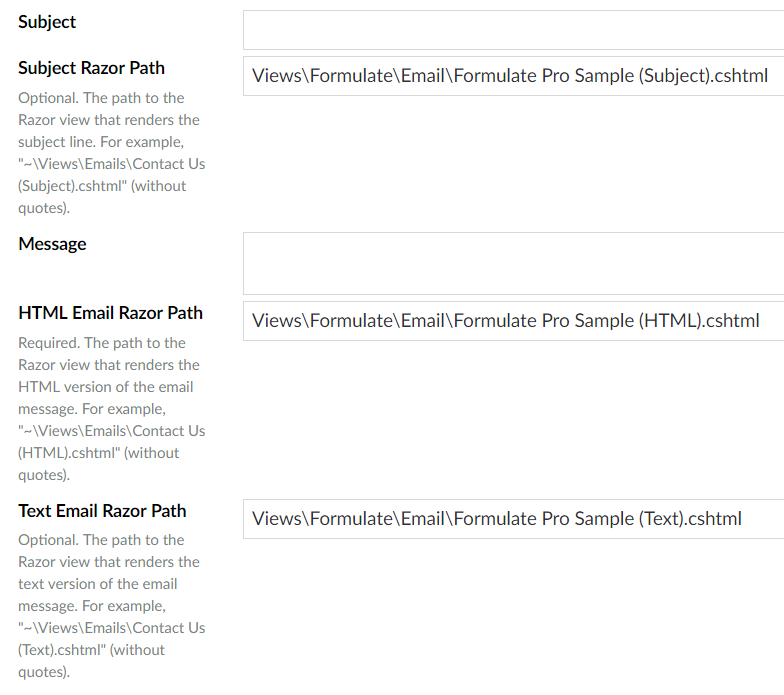 Subject
Subject Razor Path
Views\Formulate\Email\Formulate Pro Sample (Subject).cshtml
Optional. The path to the
Razor view that renders the
subject line. For example,
"~\Views\Emails\Contact Us
(Subject).cshtml" (without
quotes).
Message
HTML Email Razor Path
Views\Formulate\Email\Formulate Pro Sample (HTML).cshtml
Required. The path to the
Razor view that renders the
HTML version of the email
message. For example,
"~\Views\Emails\Contact Us
(HTML).cshtml" (without
quotes).
Text Email Razor Path
Views\Formulate\Email\Formulate Pro Sample (Text).cshtml
Optional. The path to the
Razor view that renders the
text version of the email
message. For example,
"~\Views\Emails\Contact Us
(Text).cshtml" (without
quotes).